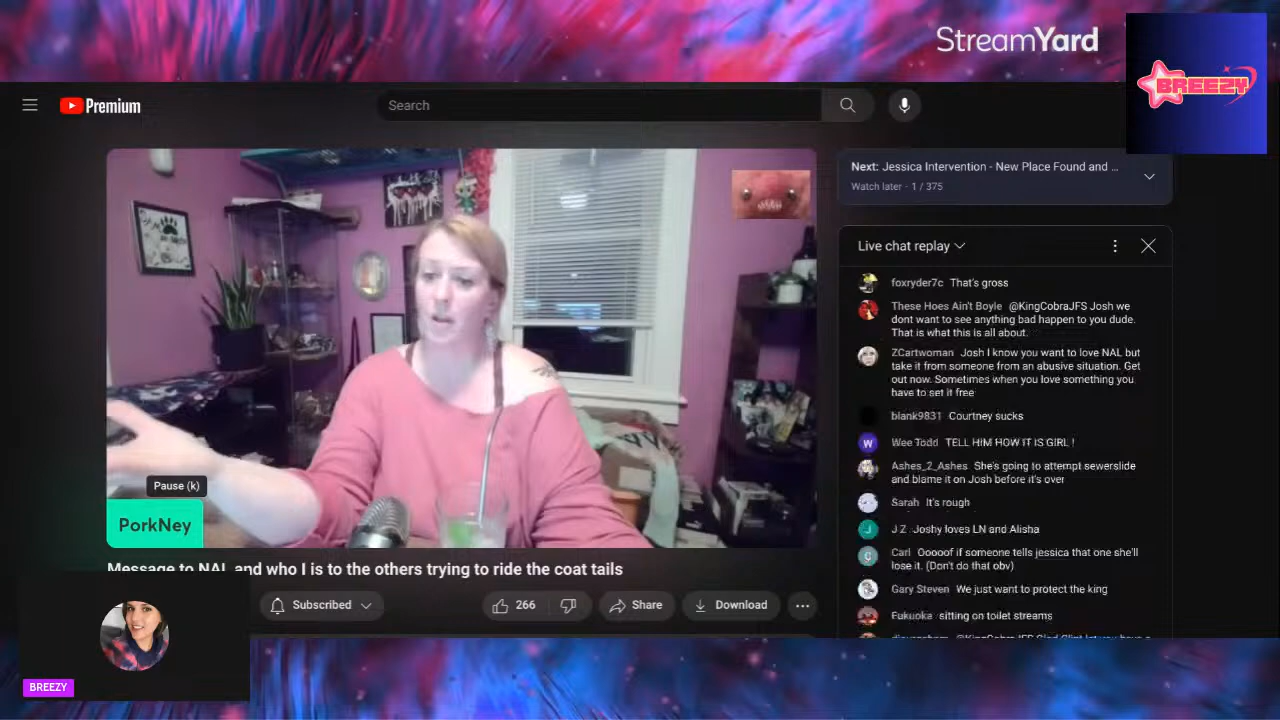 StreamYard
BREEZY
Premium
Search
Next: Jessica Intervention - New Place Found and ...
Watch later · 1 / 375
Live chat replay
foxryder7c That's gross
These Hoes Ain't Boyle @KingCobraJFS Josh we
dont want to see anything bad happen to you dude.
That is what this is all about.
ZCartwoman Josh I know you want to love NAL but
take it from someone from an abusive situation. Get
out now. Sometimes when you love something you
have to set it free
blank9831 Courtney sucks
W Wee Todd TELL HIM HOW IT IS GIRL !
Ashes_2_Ashes She's going to attempt sewerslide
and blame it on Josh before it's over
Sarah It's rough
J J Z Joshy loves LN and Alisha
C Carl Ooooof if someone tells jessica that one she'll
lose it. (Don't do that obv)
Gary Steven We just want to protect the king
Fukuoka sitting on toilet streams
Pause (k)
PorkNey
Message to NAL and who I is to the others trying to ride the coat tails
Subscribed
266
Share
Download
BREEZY